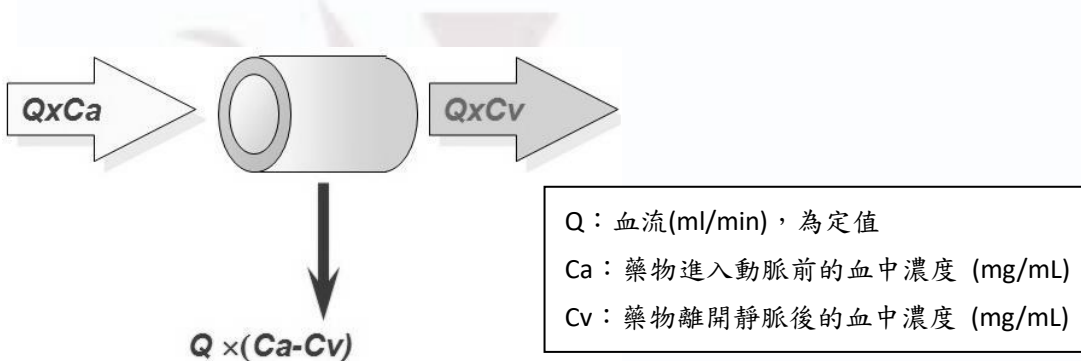 QxCa
QxCv
Q ×(Ca-Cv)
Q：血流(ml/min)，為定值
Ca：藥物進入動脈前的血中濃度 (mg/mL)
Cv：藥物離開靜脈後的血中濃度 (mg/mL)